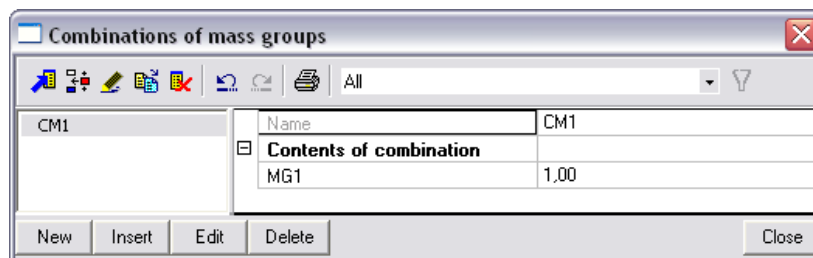 Combinations of mass groups
All
CM1
Name CM1
Contents of combination
MG1 1,00
New Insert Edit Delete Close